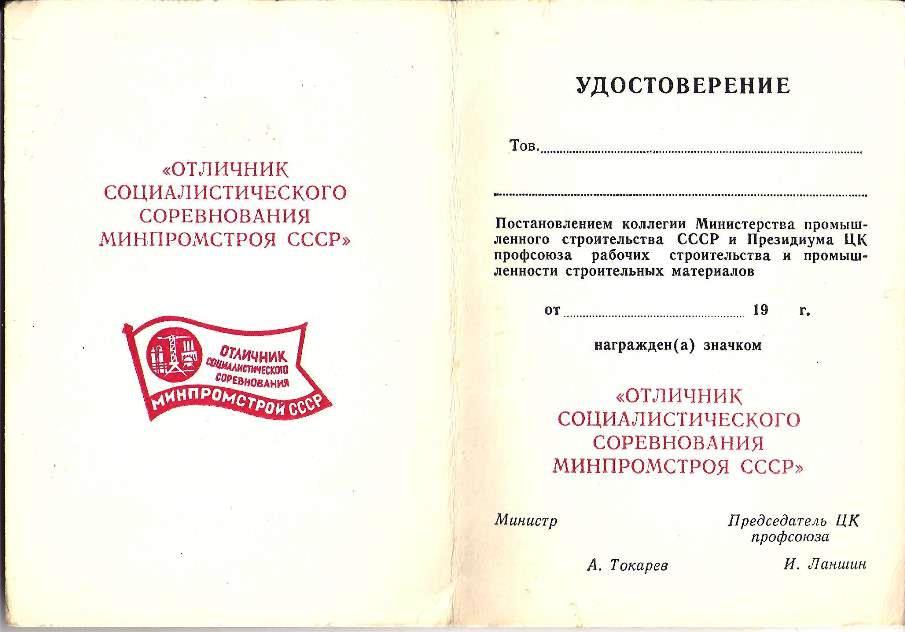 «ОТЛИЧНИК
СОЦИАЛИСТИЧЕСКОГО
СОРЕВНОВАНИЯ
МИНПРОМСТРОЯ СССР»
ОТЛИЧНИК
СОЦИАЛИСТИЧЕСКОГО
СОРЕВНОВАНИЯ
МИНПРОМСТРОЙ СССР
УДОСТОВЕРЕНИЕ
Тов.
Постановлением коллегии Министерства промыш-
ленного строительства СССР и Президиума ЦК
профсоюза рабочих строительства и промыш-
ленности строительных материалов
от 19 г.
награжден(а) значком
«ОТЛИЧНИК
СОЦИАЛИСТИЧЕСКОГО
СОРЕВНОВАНИЯ
МИНПРОМСТРОЯ СССР»
Министр Председатель ЦК
профсоюза
А. Токарев И. Ланшин